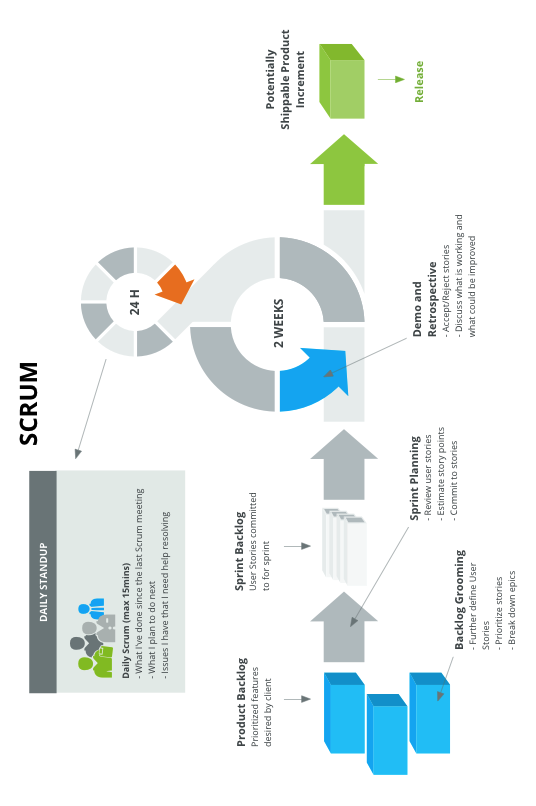 SCRUM
DAILY STANDUP
Daily Scrum (max 15mins)
- What I've done since the last Scrum meeting
- What I plan to do next
- Issues I have that I need help resolving
24 H
2 WEEKS
Product Backlog
Prioritized features
desired by client
Sprint Backlog
User Stories committed
to for sprint
Potentially
Shippable Product
Increment
Release
Backlog Grooming
- Further define User
Stories
- Prioritize stories
- Break down epics
Sprint Planning
- Review user stories
- Estimate story points
- Commit to stories
Demo and
Retrospective
- Accept/Reject stories
- Discuss what is working and
what could be improved